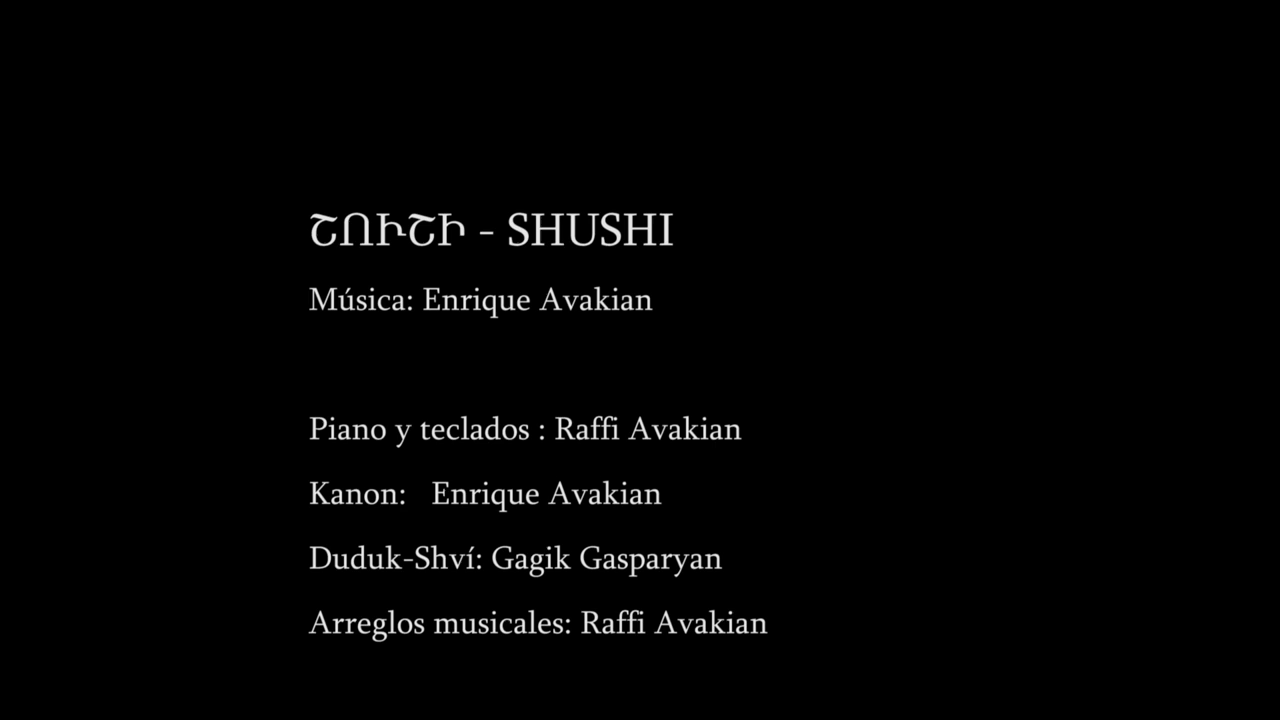 ՇՈՒՇԻ - SHUSHI
Música: Enrique Avakian
Piano y teclados : Raffi Avakian
Kanon: Enrique Avakian
Duduk-Shví: Gagik Gasparyan
Arreglos musicales: Raffi Avakian